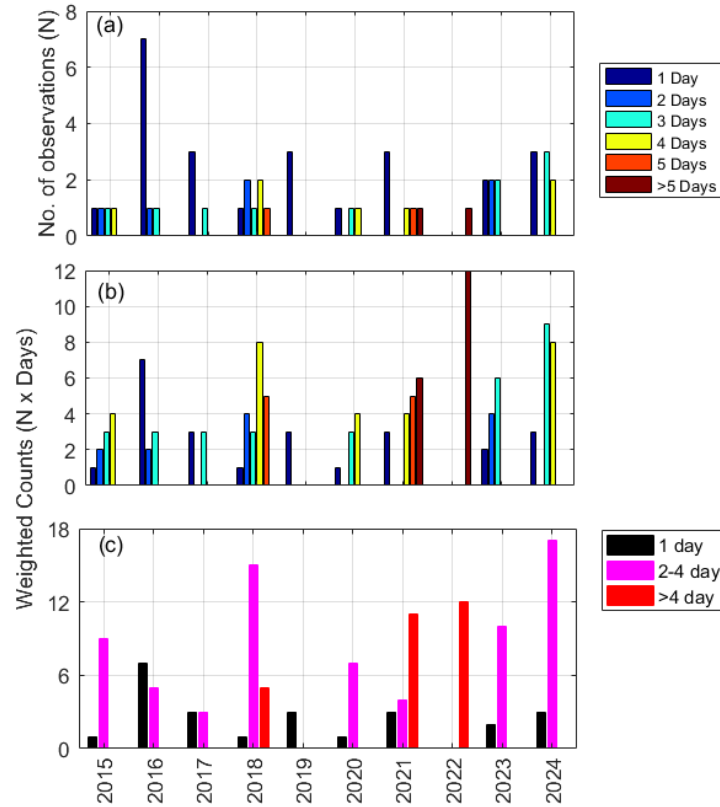 (a)
No. of observations (N)
8
6
4
2
0
1 Day
2 Days
3 Days
4 Days
5 Days
>5 Days
(b)
Weighted Counts (N x Days)
12
10
8
6
4
2
0
(c)
18
12
6
0
1 day
2-4 day
>4 day
2015
2016
2017
2018
2019
2020
2021
2022
2023
2024